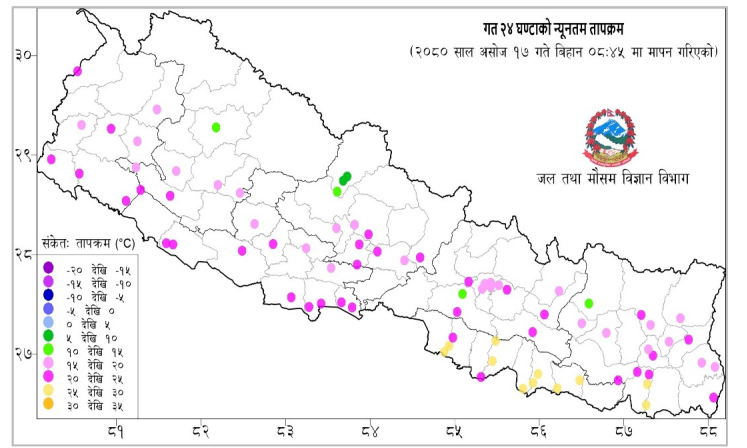 गत २४ घण्टाको न्यूनतम तापक्रम
(२०८० साल असोज १७ गते बिहान ०८:४५ मा मापन गरिएको)
जल तथा मौसम विज्ञान विभाग
३०
२९
२८
२७
संकेतः तापक्रम (°C)
-२० देखि -१५
-१५ देखि -१०
-१० देखि -५
-५ देखि ०
० देखि ५
५ देखि १०
१० देखि १५
१५ देखि २०
२० देखि २५
२५ देखि ३०
३० देखि ३५
८१ ८२ ८३ ८४ ८५ ८६ ८७ ८८